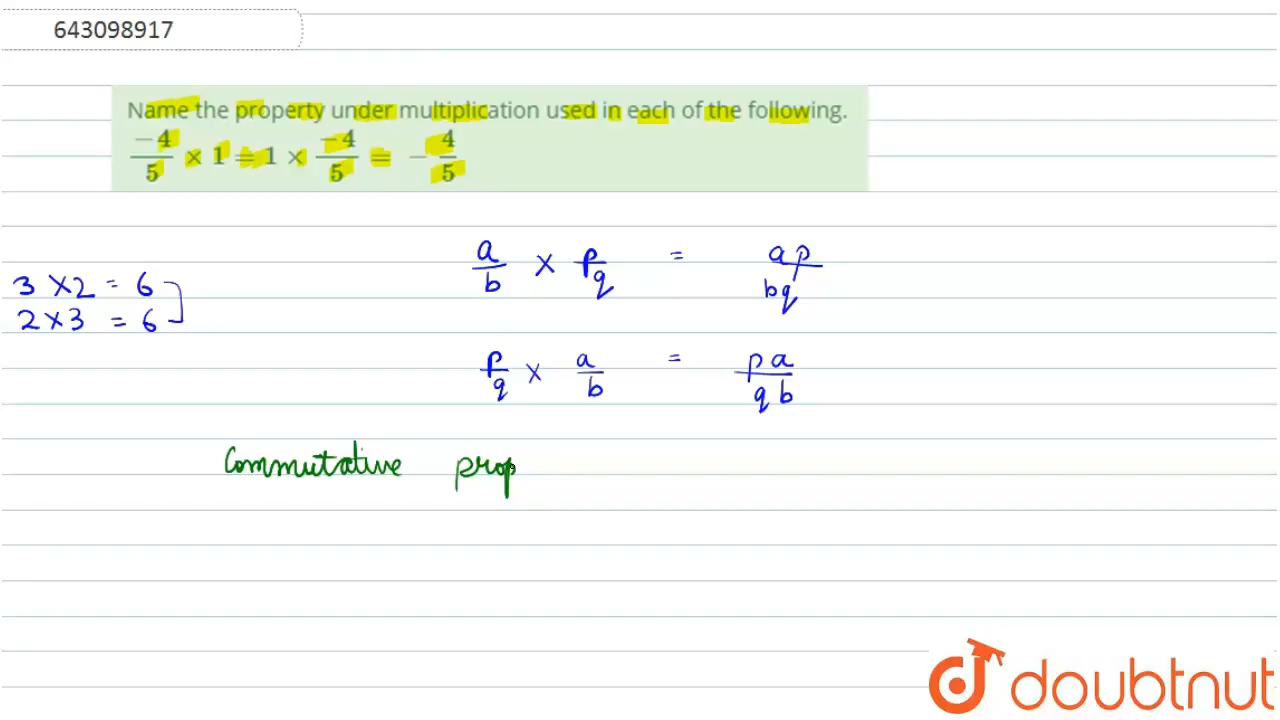 643098917
Name the property under multiplication used in each of the following.
-4/5 × 1 = 1 × -4/5 = -4/5
a/b × p/q = ap/bq
3 × 2 = 6
2 × 3 = 6
p/q × a/b = pa/qb
Commutative prop
doubtnut